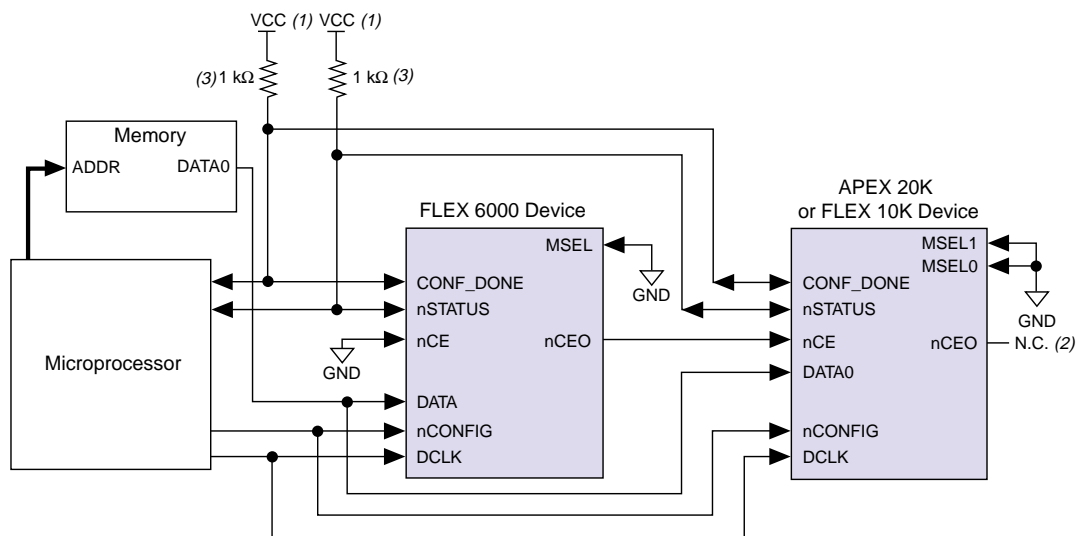 VCC (1) VCC (1)
(3) 1 kΩ 1 kΩ (3)
Memory
ADDR DATA0
APEX 20K
or FLEX 10K Device
FLEX 6000 Device
MSEL
MSEL1
MSEL0
GND
GND
CONF_DONE
nSTATUS
nCE
nCEO
GND
CONF_DONE
nSTATUS
nCE
nCEO
N.C. (2)
Microprocessor
DATA0
DATA
nCONFIG
DCLK
nCONFIG
DCLK